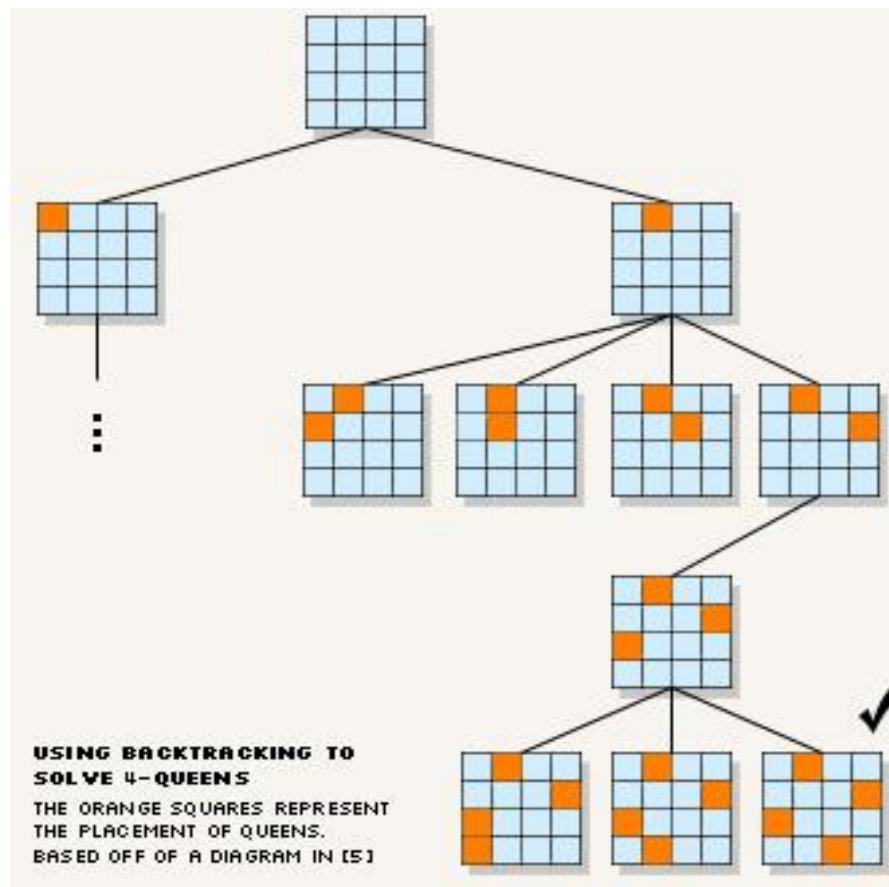 USING BACKTRACKING TO
SOLVE 4-QUEENS
THE ORANGE SQUARES REPRESENT
THE PLACEMENT OF QUEENS.
BASED OFF OF A DIAGRAM IN [5]